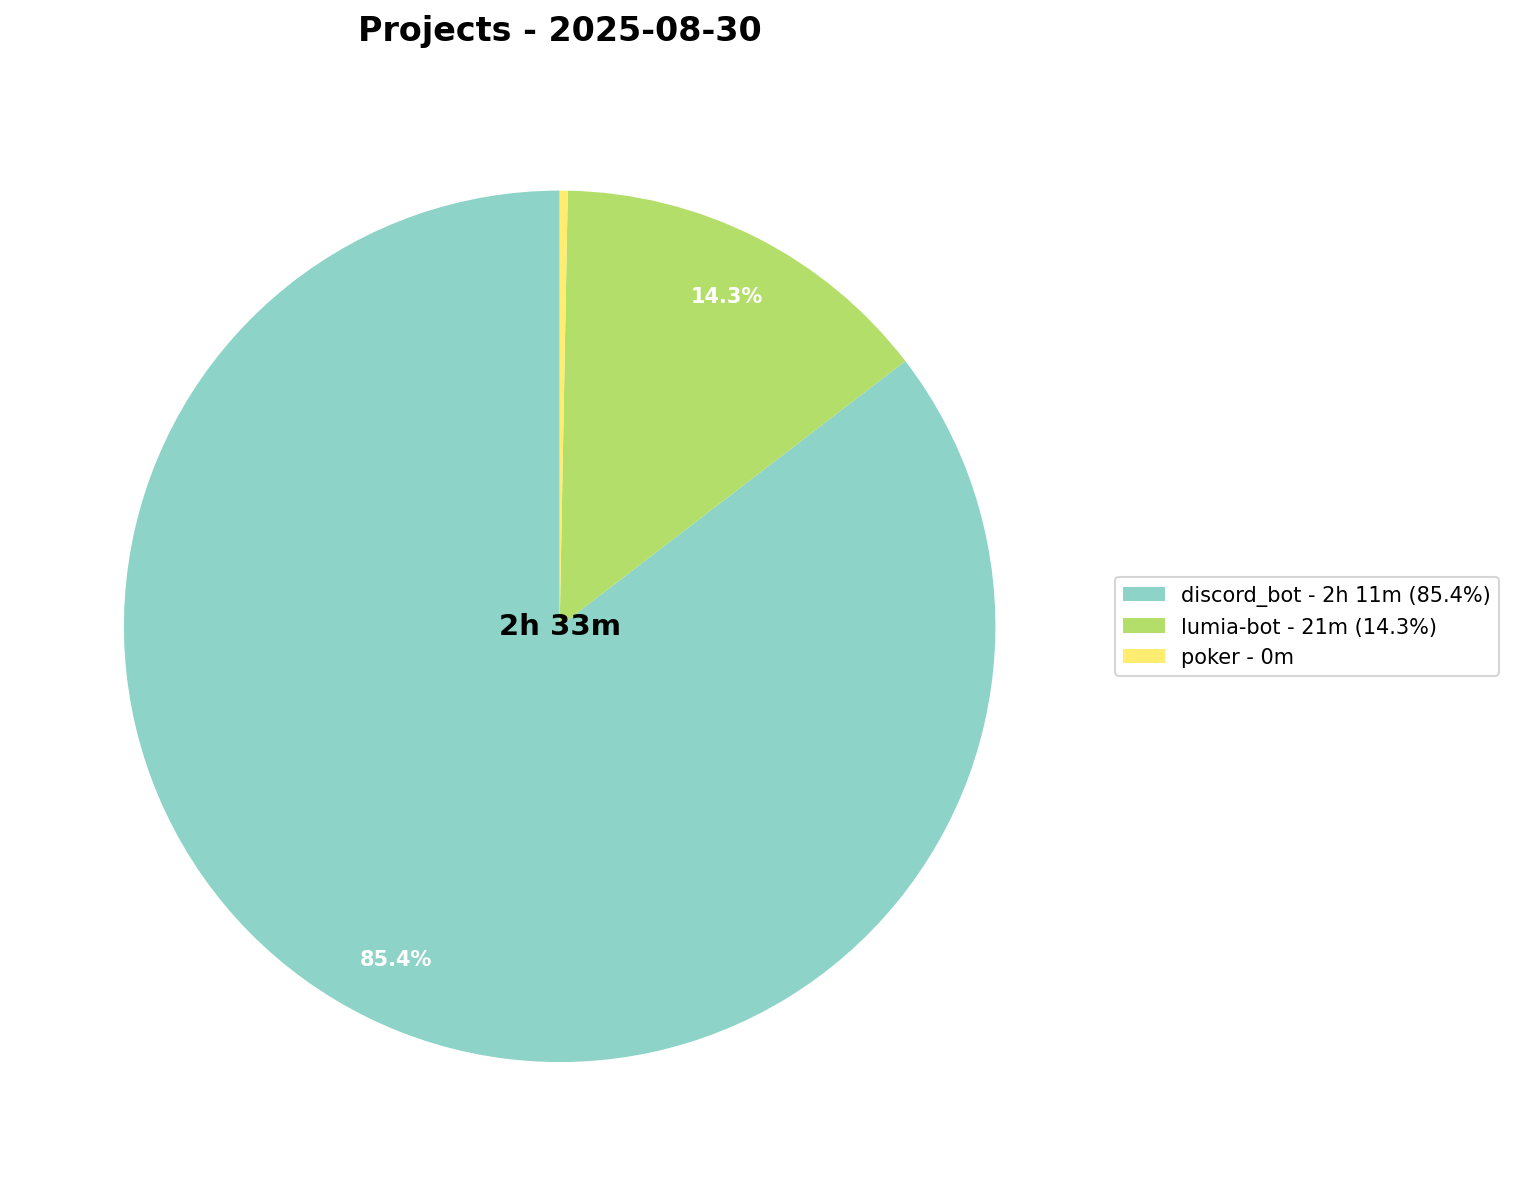 Projects - 2025-08-30
14.3%
2h 33m
85.4%
discord_bot - 2h 11m (85.4%)
lumia-bot - 21m (14.3%)
poker - 0m